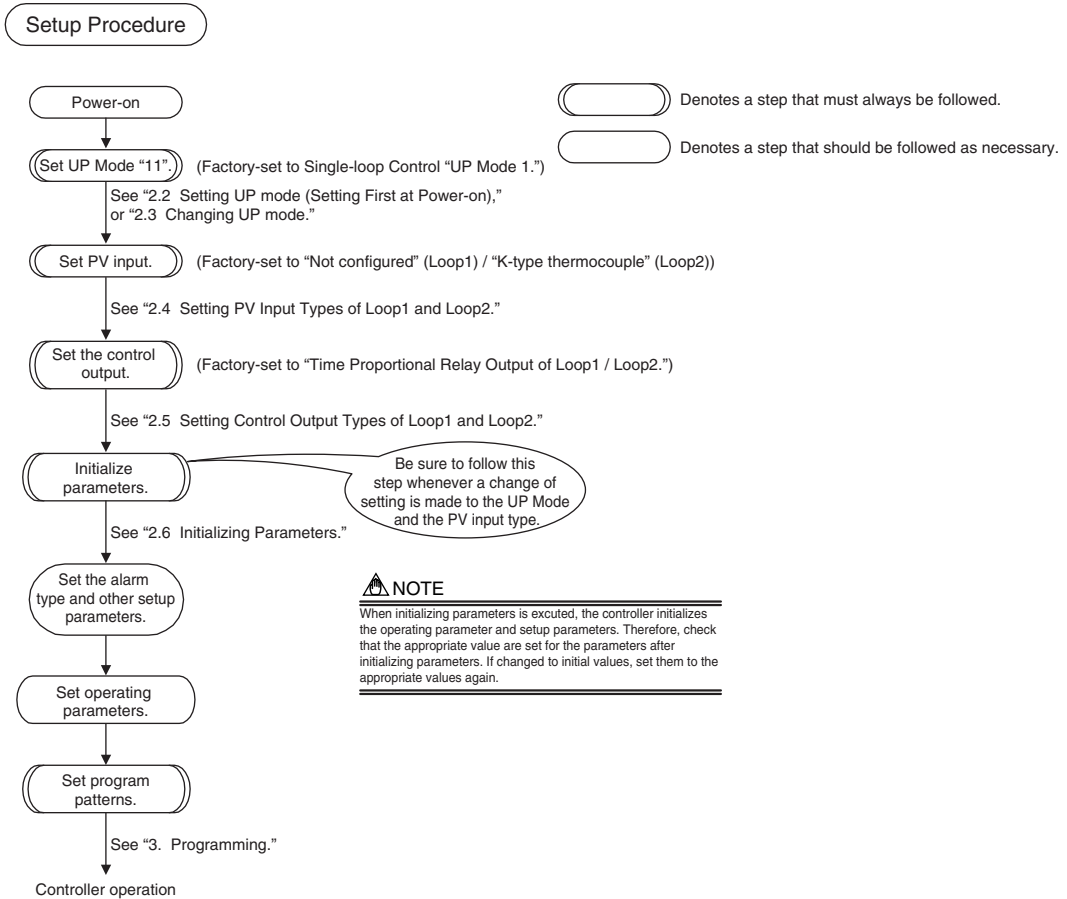 Setup Procedure
Power-on
Denotes a step that must always be followed.
Denotes a step that should be followed as necessary.
Set UP Mode “11”.
(Factory-set to Single-loop Control “UP Mode 1.”)
See “2.2 Setting UP mode (Setting First at Power-on),”
or “2.3 Changing UP mode.”
Set PV input.
(Factory-set to “Not configured” (Loop1) / “K-type thermocouple” (Loop2))
See “2.4 Setting PV Input Types of Loop1 and Loop2.”
Set the control
output.
(Factory-set to “Time Proportional Relay Output of Loop1 / Loop2.”)
See “2.5 Setting Control Output Types of Loop1 and Loop2.”
Initialize
parameters.
Be sure to follow this
step whenever a change of
setting is made to the UP Mode
and the PV input type.
See “2.6 Initializing Parameters.”
Set the alarm
type and other setup
parameters.
NOTE
When initializing parameters is excuted, the controller initializes
the operating parameter and setup parameters. Therefore, check
that the appropriate value are set for the parameters after
initializing parameters. If changed to initial values, set them to the
appropriate values again.
Set operating
parameters.
Set program
patterns.
See “3. Programming.”
Controller operation